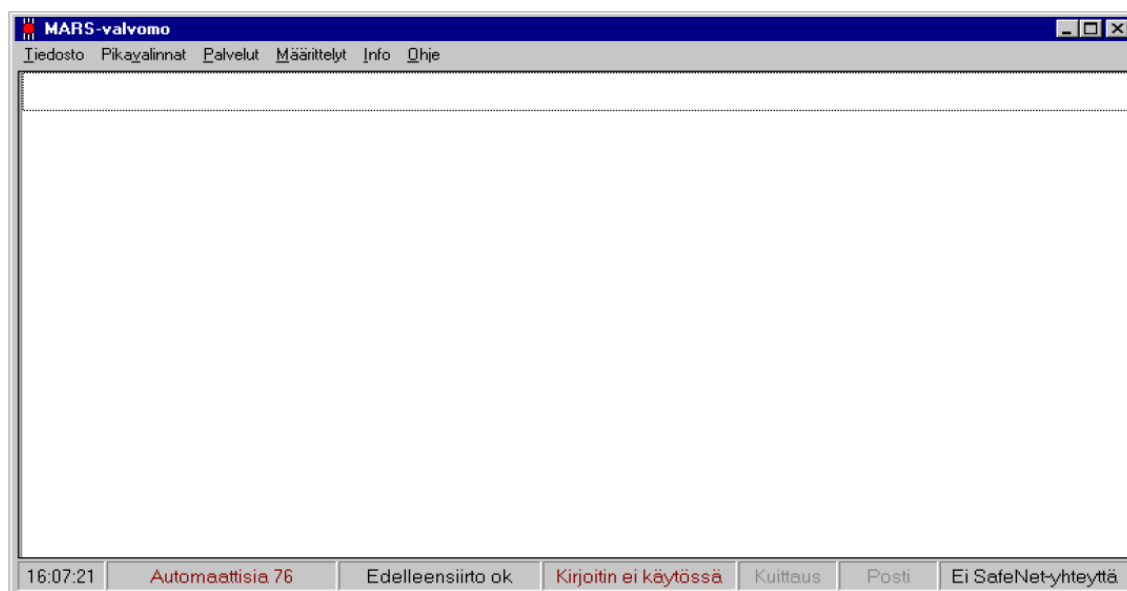 MARS-valvomo
Tiedosto Pikavalinnat Palvelut Määrittelyt Info Ohje
16:07:21 Automaattisia 76 Edelleensiirto ok Kirjoitin ei käytössä Kuittaus Posti Ei SafeNet-yhteyttä